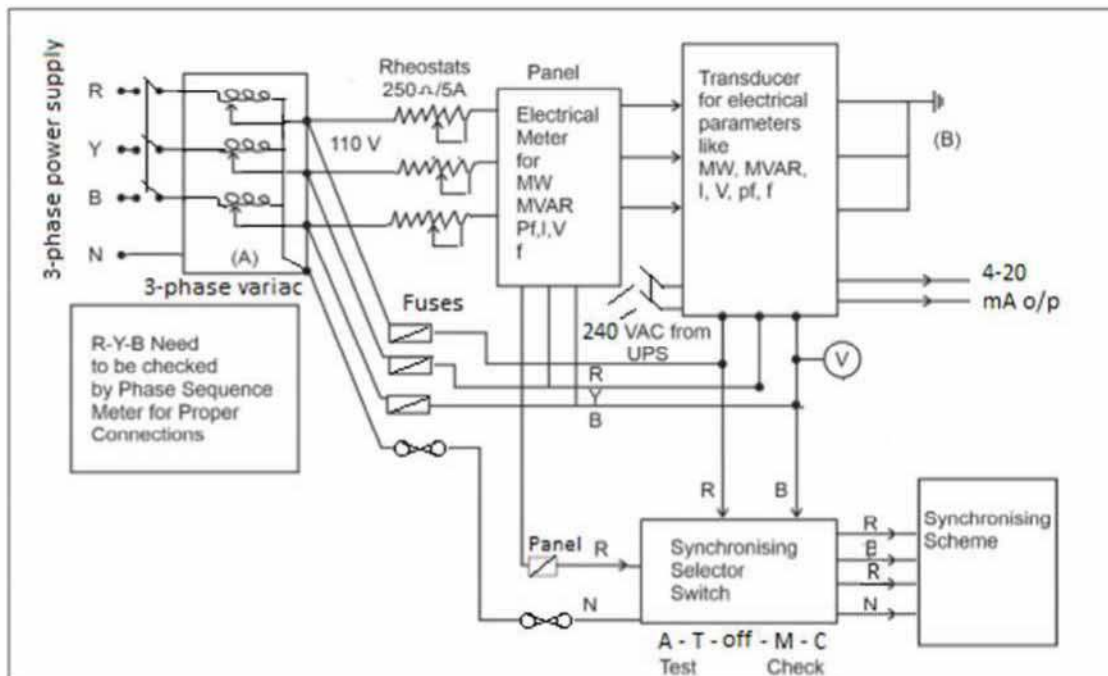 3-phase power supply
R
Y
B
N
(A)
3-phase variac
R-Y-B Need
to be checked
by Phase Sequence
Meter for Proper
Connections
Rheostats
250Ω/5A
110 V
Fuses
Panel
Electrical
Meter
for
MW
MVAR
Pf,I,V
f
Transducer
for electrical
parameters
like
MW, MVAR,
I, V, pf, f
(B)
4-20
mA o/p
240 VAC from
UPS
V
R
Y
B
R
B
Panel
R
N
Synchronising
Selector
Switch
R
B
R
N
Synchronising
Scheme
A - T - off - M - C
Test Check